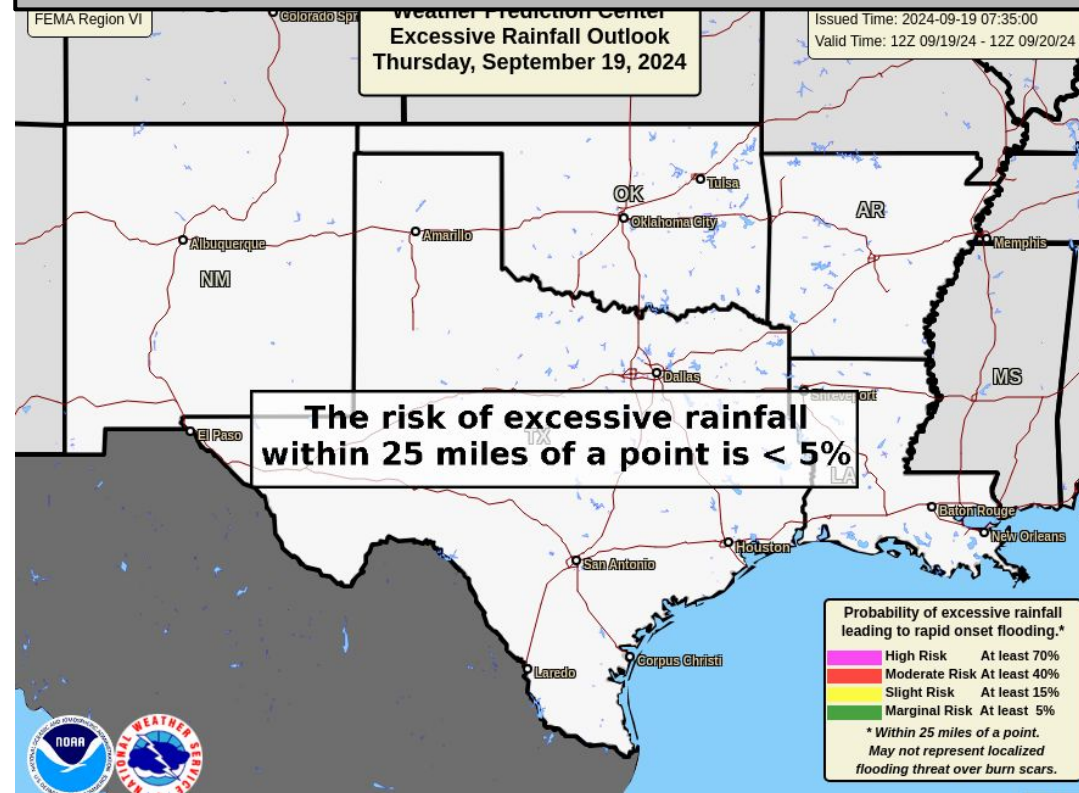 FEMA Region VI
Weather Prediction Center
Excessive Rainfall Outlook
Thursday, September 19, 2024
Issued Time: 2024-09-19 07:35:00
Valid Time: 12Z 09/19/24 - 12Z 09/20/24
Colorado Spr
Tulsa
OK
Oklahoma City
AR
Albuquerque
Amarillo
Memphis
NM
Dallas
MS
Shreveport
The risk of excessive rainfall
within 25 miles of a point is < 5%
El Paso
TX
LA
Baton Rouge
New Orleans
Houston
San Antonio
Corpus Christi
Laredo
Probability of excessive rainfall
leading to rapid onset flooding.*
High Risk At least 70%
Moderate Risk At least 40%
Slight Risk At least 15%
Marginal Risk At least 5%
* Within 25 miles of a point.
May not represent localized
flooding threat over burn scars.
NOAA
NATIONAL WEATHER SERVICE